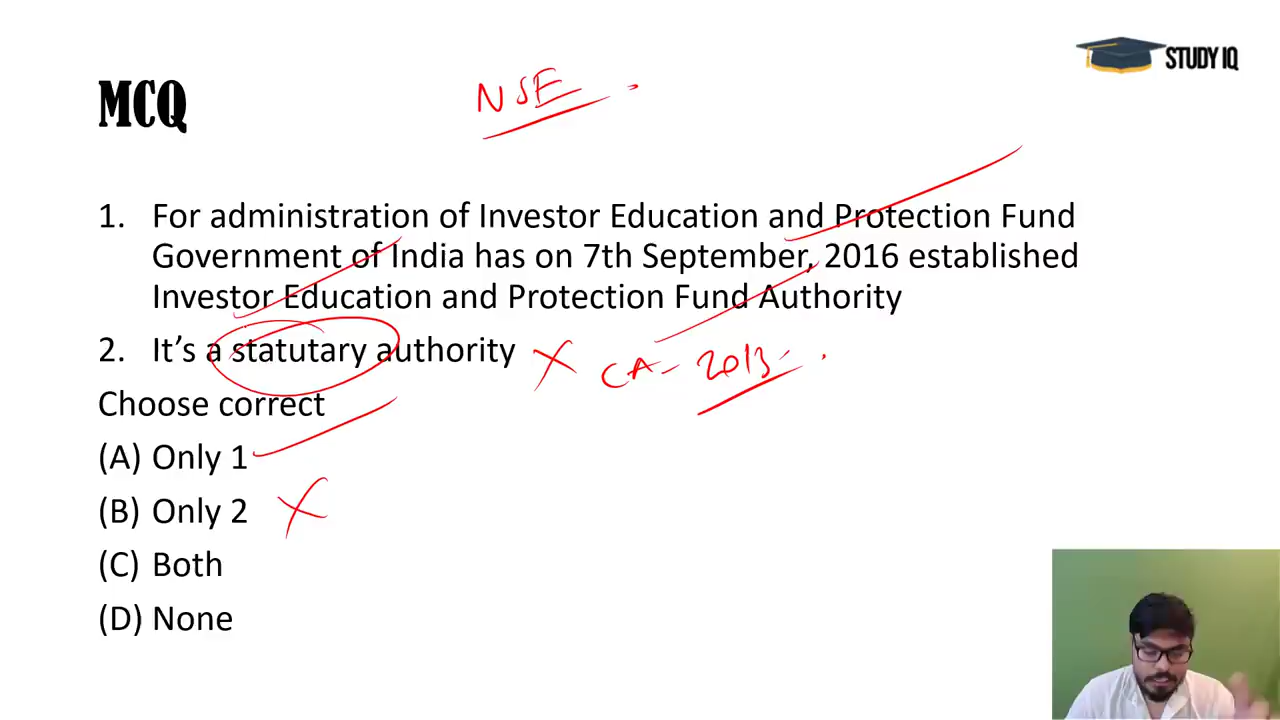 STUDY IQ
MCQ
NSE
1. For administration of Investor Education and Protection Fund
Government of India has on 7th September, 2016 established
Investor Education and Protection Fund Authority
2. It’s a statutary authority
CA- 2013-
Choose correct
(A) Only 1
(B) Only 2
(C) Both
(D) None